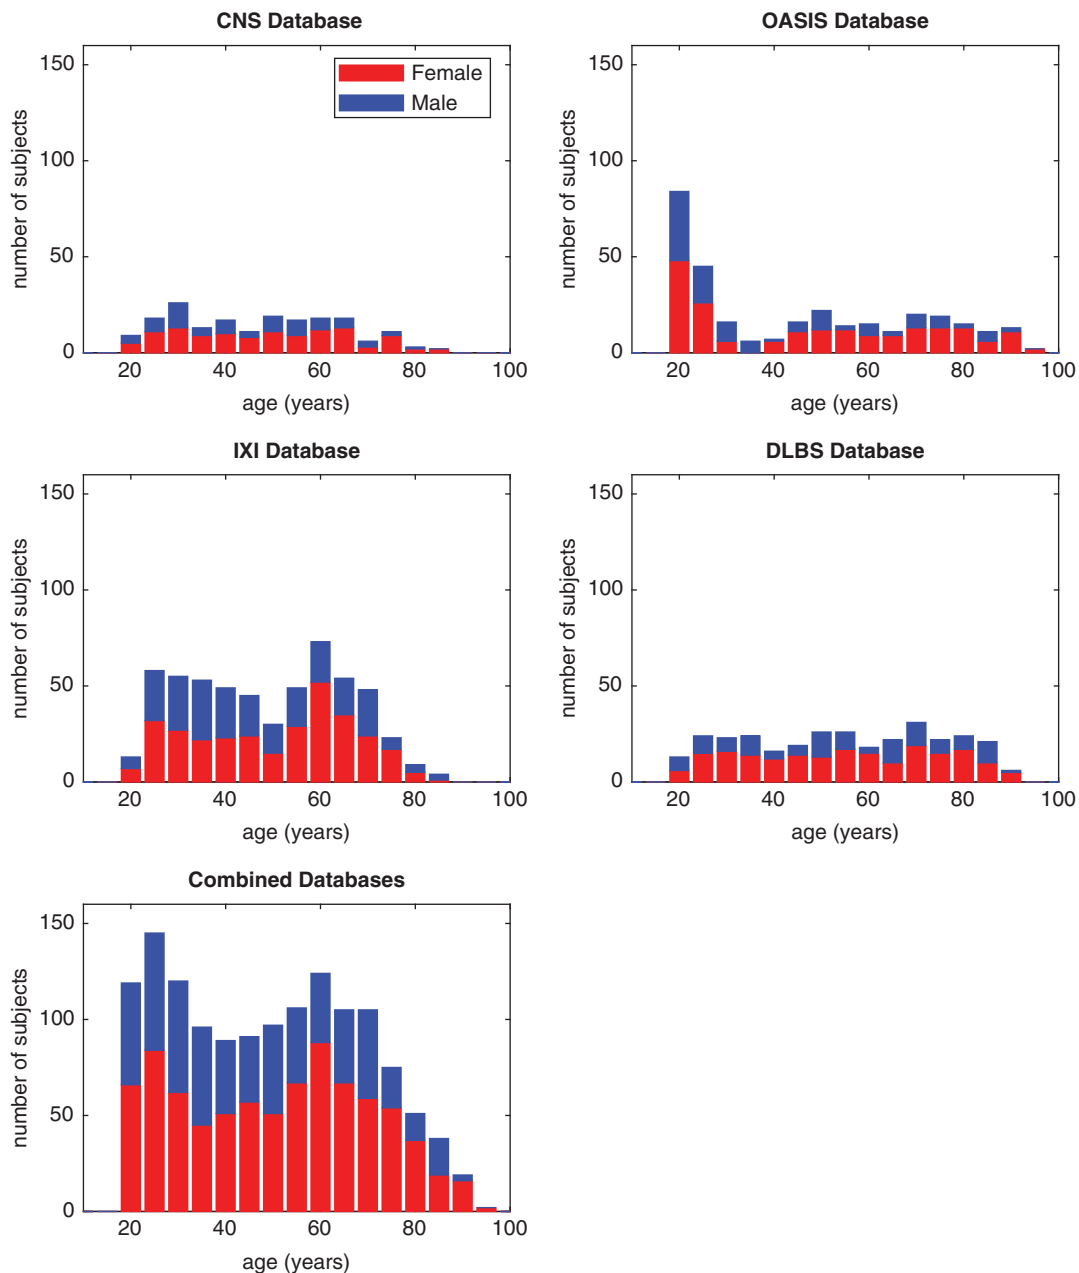 CNS Database
150
100
50
0
number of subjects
Female
Male
20 40 60 80 100
age (years)
OASIS Database
150
100
50
0
number of subjects
20 40 60 80 100
age (years)
IXI Database
150
100
50
0
number of subjects
20 40 60 80 100
age (years)
DLBS Database
150
100
50
0
number of subjects
20 40 60 80 100
age (years)
Combined Databases
150
100
50
0
number of subjects
20 40 60 80 100
age (years)